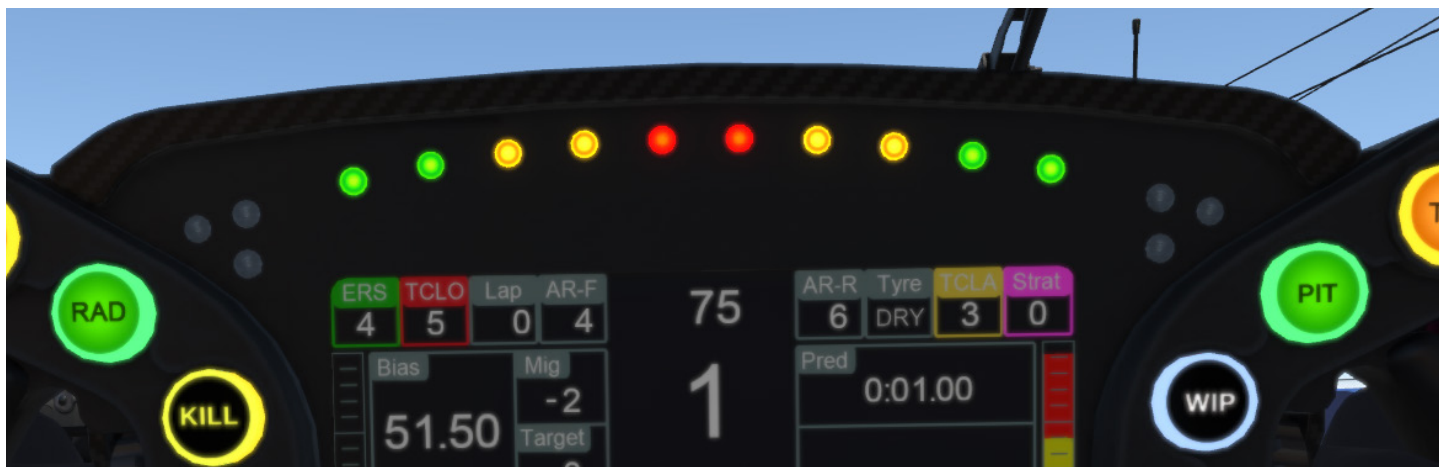 ERS TCLO Lap AR-F
4 5 0 4
75
AR-R Tyre TCLA Strat
6 DRY 3 0
RAD
PIT
Bias
51.50
Mig
-2
Target
1
Pred
0:01.00
KILL
WIP